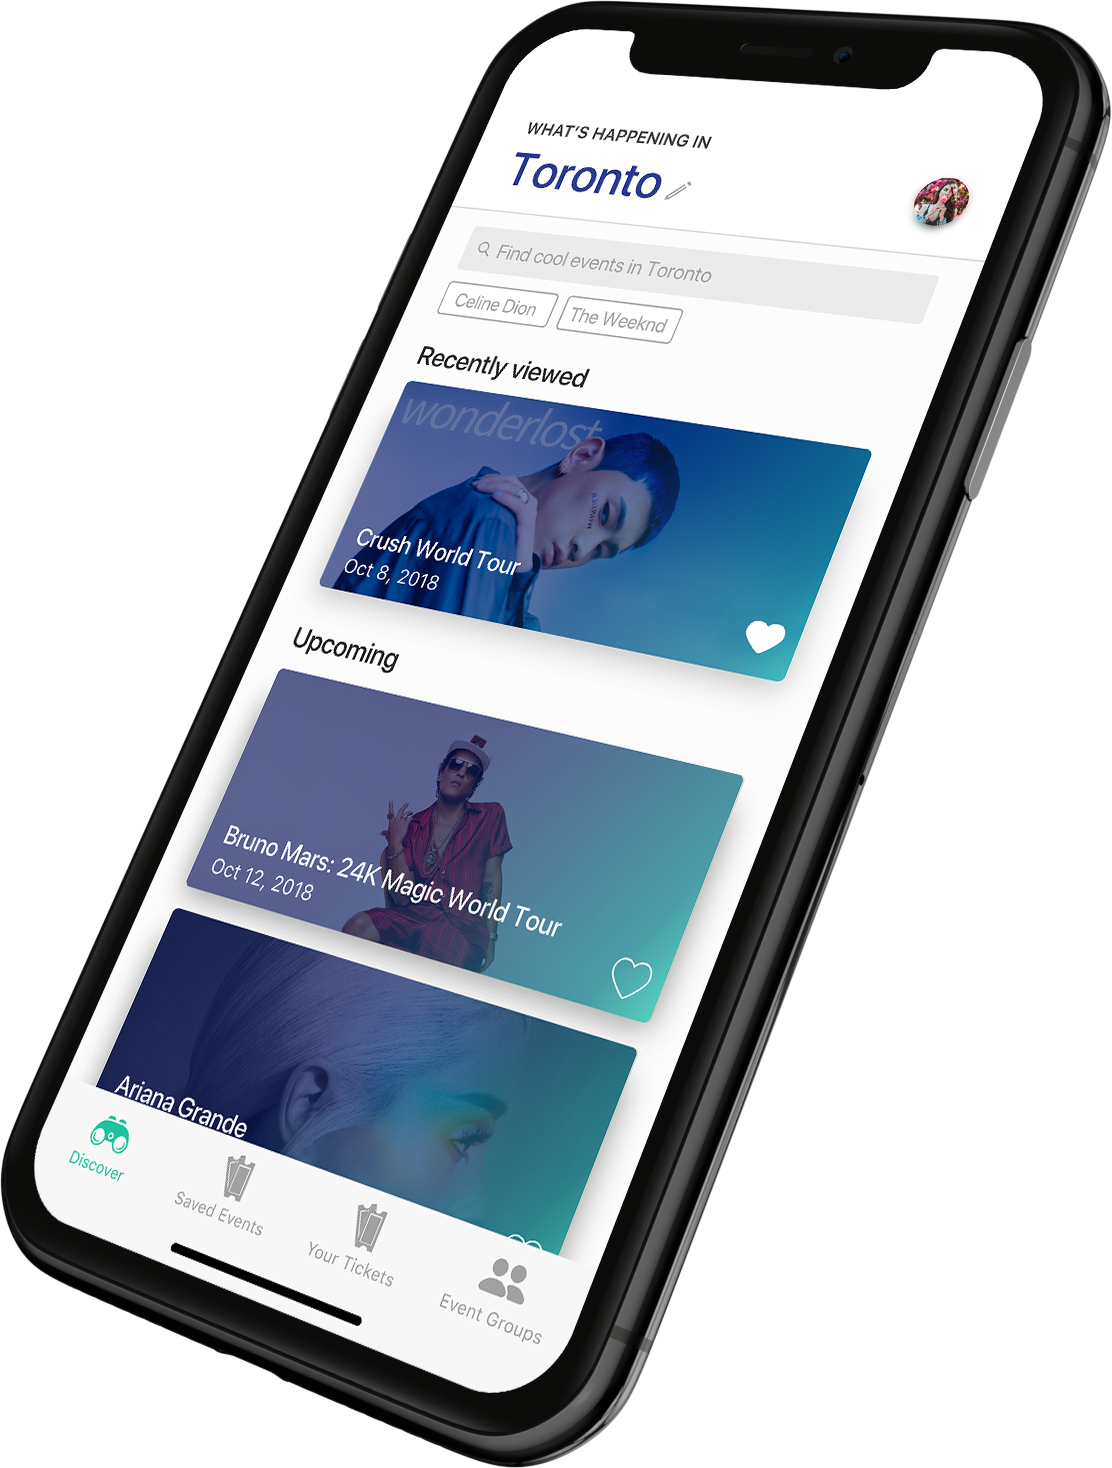 WHAT'S HAPPENING IN
Toronto
Find cool events in Toronto
Celine Dion
The Weeknd
Recently viewed
wonderlost
Crush World Tour
Oct 8, 2018
Upcoming
Bruno Mars: 24K Magic World Tour
Oct 12, 2018
Ariana Grande
Discover
Saved Events
Your Tickets
Event Groups